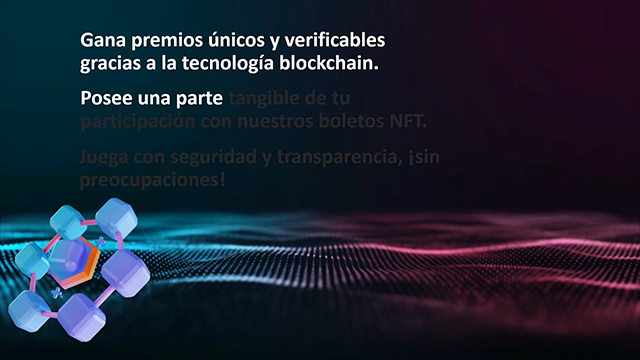 Gana premios únicos y verificables
gracias a la tecnología blockchain.
Posee una parte tangible de tu
participación con nuestros boletos NFT.
Juega con seguridad y transparencia, ¡sin
preocupaciones!